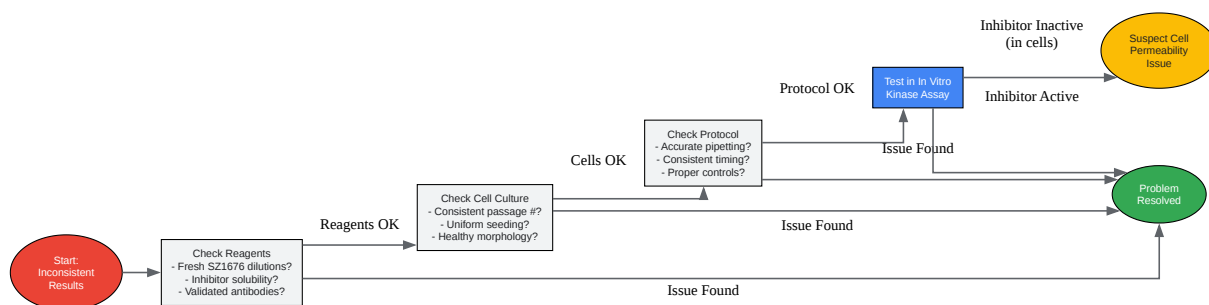 Start:
Inconsistent
Results
Check Reagents
- Fresh SZ1676 dilutions?
- Inhibitor solubility?
- Validated antibodies?
Reagents OK
Issue Found
Check Cell Culture
- Consistent passage #?
- Uniform seeding?
- Healthy morphology?
Cells OK
Issue Found
Check Protocol
- Accurate pipetting?
- Consistent timing?
- Proper controls?
Protocol OK
Issue Found
Test in In Vitro
Kinase Assay
Inhibitor Inactive
(in cells)
Inhibitor Active
Suspect Cell
Permeability
Issue
Problem
Resolved